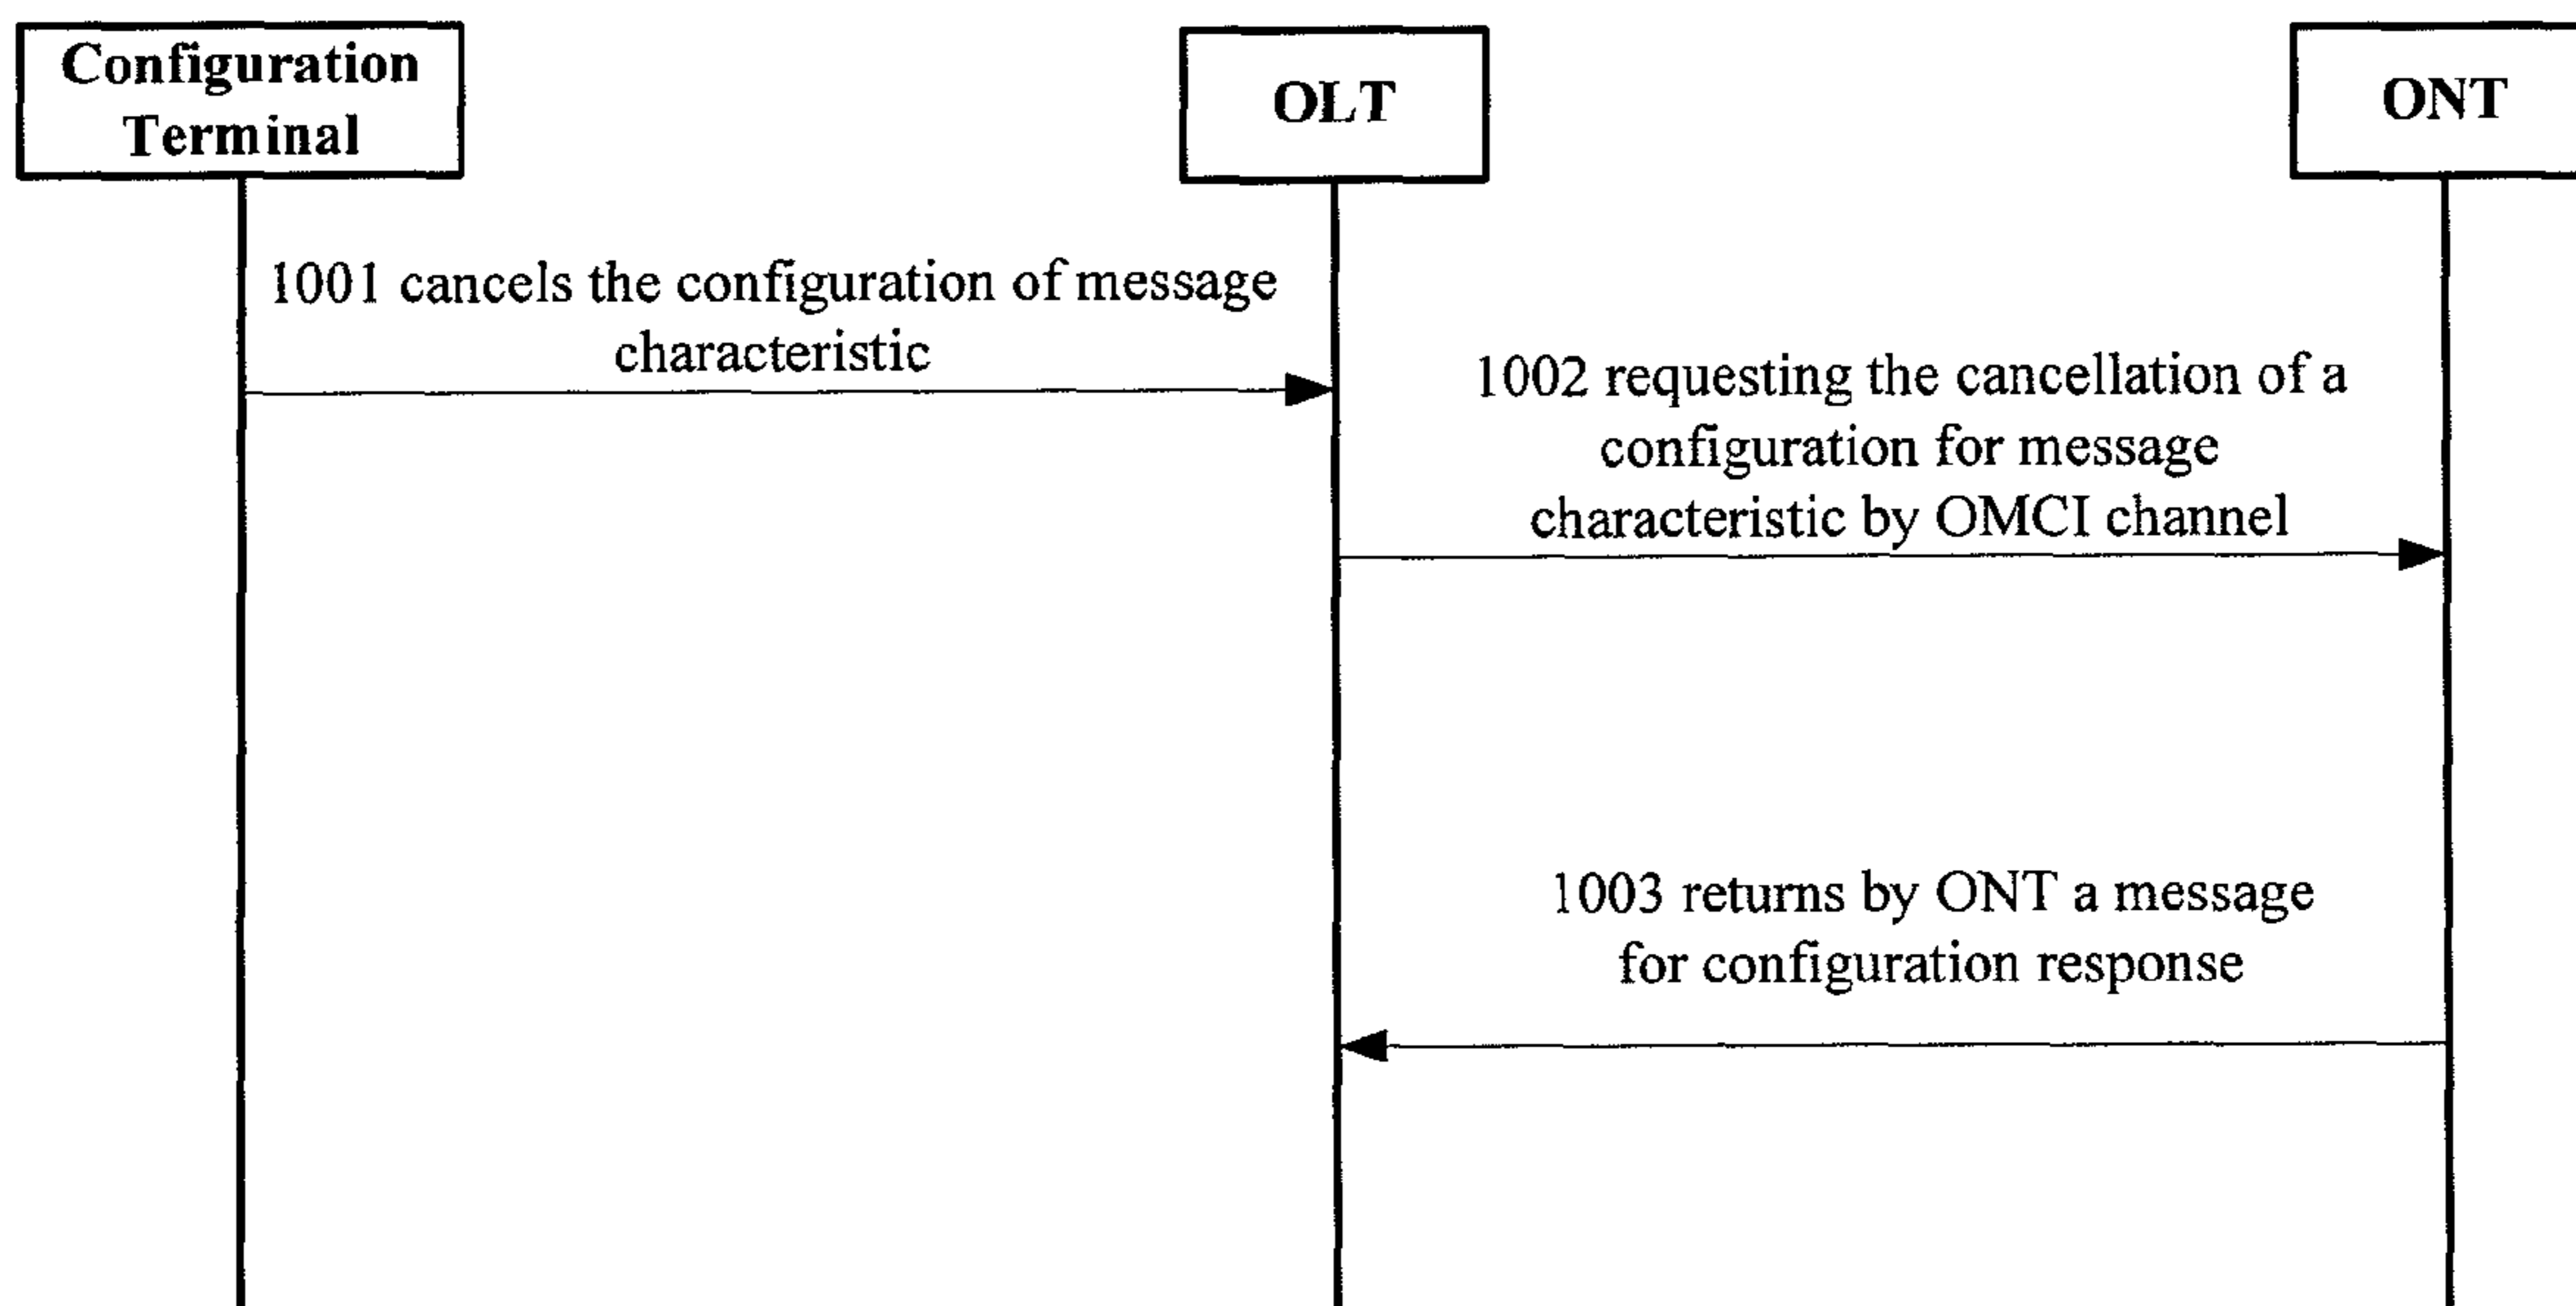 Configuration
Terminal
OLT
ONT
1001 cancels the configuration of message
characteristic
1002 requesting the cancellation of a
configuration for message
characteristic by OMCI channel
1003 returns by ONT a message
for configuration response